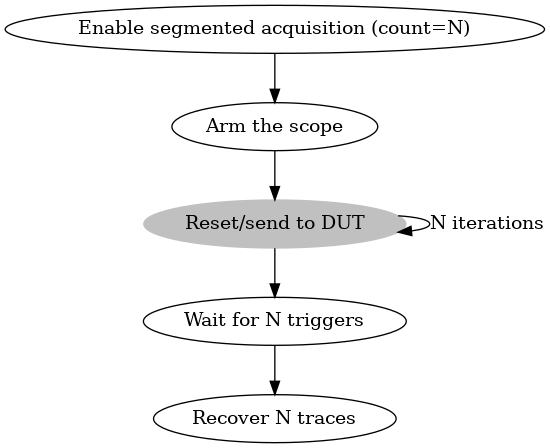 Enable segmented acquisition (count=N)
Arm the scope
Reset/send to DUT
N iterations
Wait for N triggers
Recover N traces